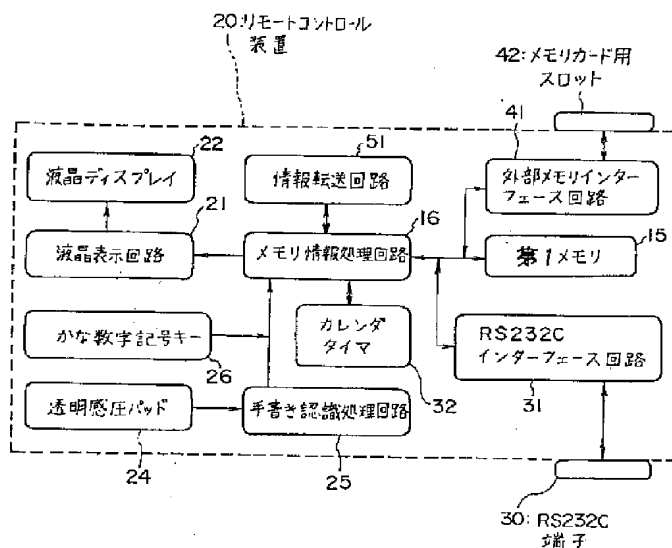 20:リモートコントロール
装置
42:メモリカード用
スロット
22
51
41
液晶ディスプレイ
情報転送回路
外部メモリインター
フェース回路
21
16
15
液晶表示回路
メモリ情報処理回路
第1メモリ
かな数字記号キー
カレンダ
タイマ
RS232C
インターフェース回路
26
32
31
透明感圧パッド
手書き認識処理回路
24
25
30:RS232C
端子